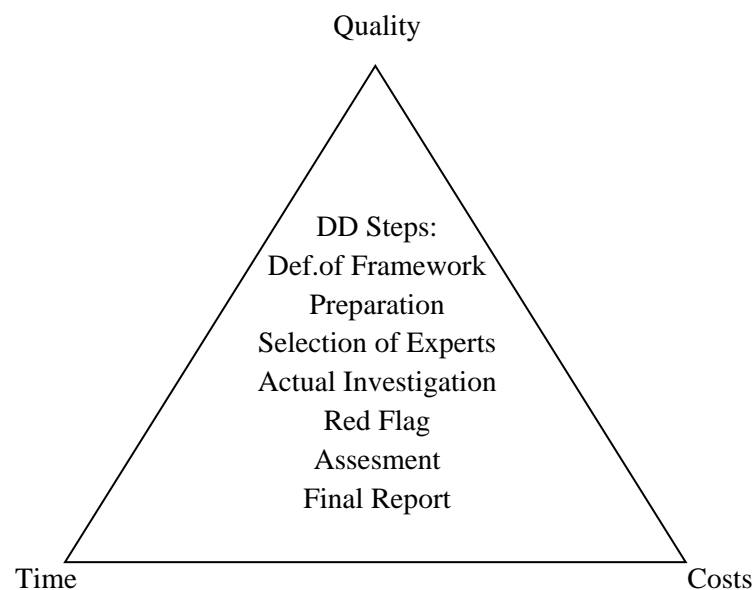 Quality
DD Steps:
Def.of Framework
Preparation
Selection of Experts
Actual Investigation
Red Flag
Assesment
Final Report
Time
Costs